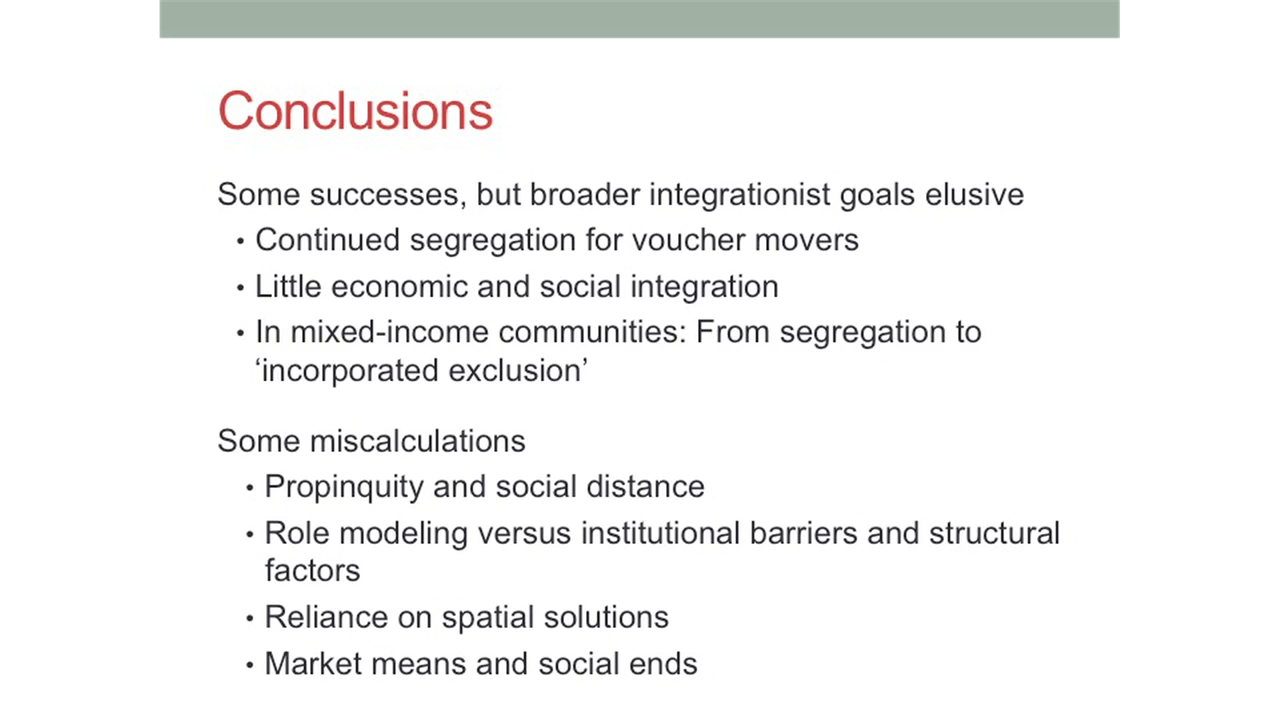 Conclusions
Some successes, but broader integrationist goals elusive
• Continued segregation for voucher movers
• Little economic and social integration
• In mixed-income communities: From segregation to
‘incorporated exclusion’
Some miscalculations
• Propinquity and social distance
• Role modeling versus institutional barriers and structural
factors
• Reliance on spatial solutions
• Market means and social ends